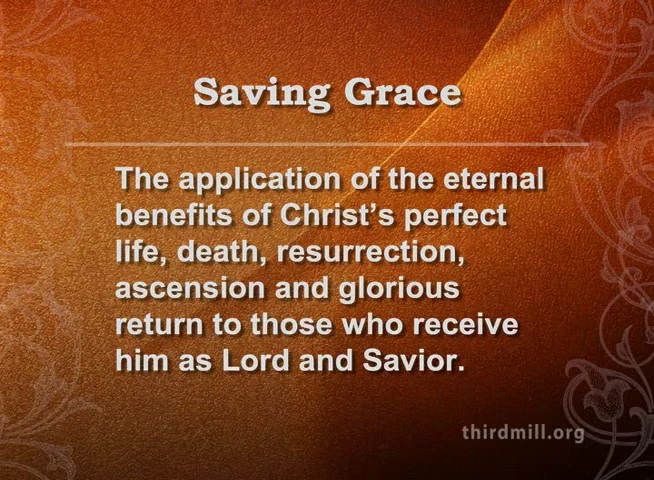 Saving Grace
The application of the eternal
benefits of Christ’s perfect
life, death, resurrection,
ascension and glorious
return to those who receive
him as Lord and Savior.
thirdmill.org